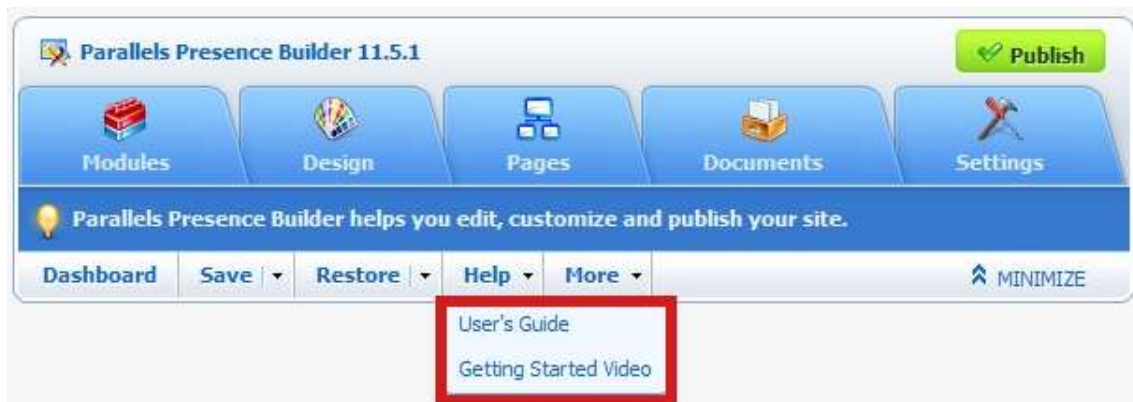 Parallels Presence Builder 11.5.1
Publish
Modules Design Pages Documents Settings
Parallels Presence Builder helps you edit, customize and publish your site.
Dashboard Save Restore Help More MINIMIZE
User's Guide
Getting Started Video